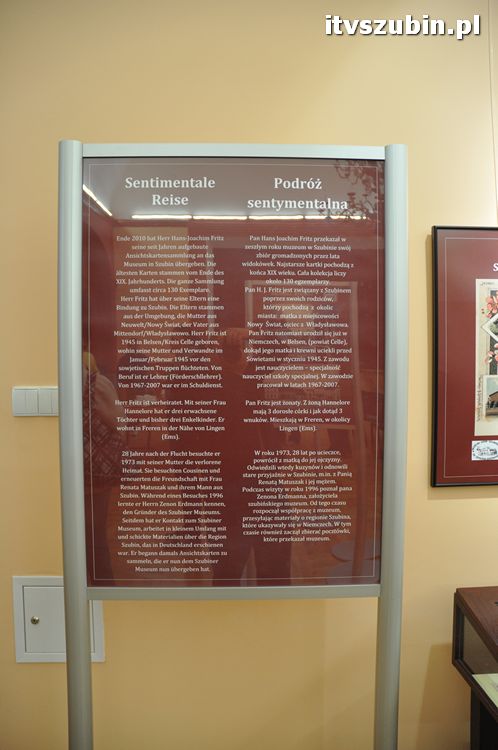 itvszubin.pl
Sentimentale
Reise
Ende 2010 hat Herr Hans-Joachim Fritz
seine seit Jahren aufgebaute
Ansichtskartensammlung an das
Museum in Szubin übergeben. Die
ältesten Karten stammen vom Ende des
XIX. Jahrhunderts. Die ganze Sammlung
umfasst circa 130 Exemplare.
Herr Fritz hat über seine Eltern eine
Bindung zu Szubin. Die Eltern stammen
aus der Umgebung, die Mutter aus
Neuwelt/Nowy Świat, der Vater aus
Mittendorf/Władysławowo. Herr Fritz ist
1945 in Belsen/Kreis Celle geboren,
wohin seine Mutter und Verwandte im
Januar/Februar 1945 vor den
sowjetischen Truppen flüchteten. Von
Beruf ist er Lehrer (Förderschllehrer).
Von 1967-2007 war er im Schuldienst.
Herr Fritz ist verheiratet. Mit seiner Frau
Hannelore hat er drei erwachsene
Töchter und bisher drei Enkelkinder. Er
wohnt in Freren in der Nähe von Lingen
(Ems).
28 Jahre nach der Flucht besuchte er
1973 mit seiner Mutter die verlorene
Heimat. Sie besuchten Cousinen und
erneuerten die Freundschaft mit Frau
Renata Matuszak und ihrem Mann aus
Szubin. Während eines Besuches 1996
lernte er Herrn Zenon Erdmann kennen,
den Gründer des Szubiner Museums.
Seitdem hat er Kontakt zum Szubiner
Museum, arbeitet in kleinem Umfang mit
und schickte Materialien über die Region
Szubin, das in Deutschland erschienen
war. Er begann damals Ansichtskarten zu
sammeln, die er nun dem Szubiner
Museum nun übergeben hat.
Podróż
sentymentalna
Pan Hans Joachim Fritz przekazał w
zeszłym roku muzeum w Szubinie swój
zbiór gromadzonych przez lata
widokówek. Najstarsze kartki pochodzą z
końca XIX wieku. Cała kolekcja liczy
około 130 egzemplarzy.
Pan H. J. Fritz jest związany z Szubinem
poprzez swoich rodziców,
którzy pochodzą z okolic
miasta: matka z miejscowości
Nowy Świat, ojciec z Władysławowa.
Pan Fritz natomiast urodził się już w
Niemczech, w Belsen, (powiat Celle),
dokąd jego matka i krewni uciekli przed
Sowietami w styczniu 1945. Z zawodu
jest nauczycielem – specjalność
nauczyciel szkoły specjalnej. W zawodzie
pracował w latach 1967-2007.
Pan Fritz jest żonaty. Z żoną Hannelore
mają 3 dorosłe córki i jak dotąd 3
wnuków. Mieszkają w Freren, w okolicy
Lingen (Ems).
W roku 1973, 28 lat po ucieczce,
powrócił z matką do jej ojczyzny.
Odwiedzili wtedy kuzynów i odnowili
stare przyjaźnie w Szubinie, m.in. z Panią
Renatą Matuszak i jej mężem.
Podczas wizyty w roku 1996 poznał pana
Zenona Erdmanna, założyciela
szubińskiego muzeum. Od tego czasu
rozpoczął współpracę z muzeum,
przesyłając materiały o regionie Szubina,
które ukazywały się w Niemczech. W tym
czasie również zaczął zbierać pocztówki,
które przekazał muzeum.